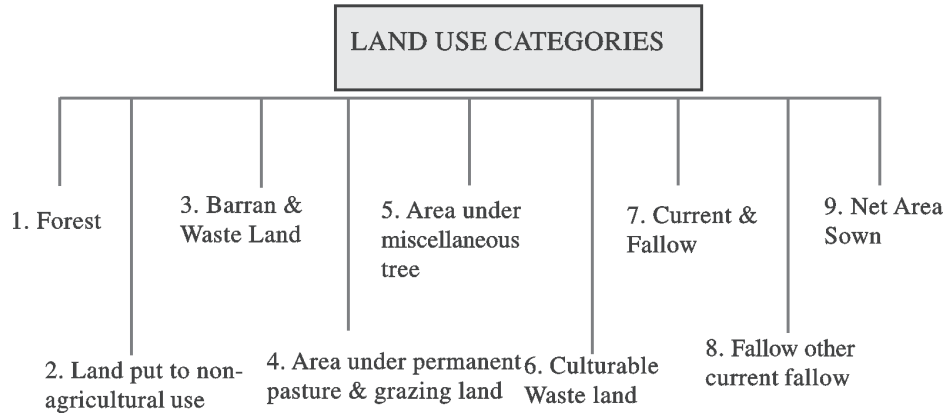 LAND USE CATEGORIES
1. Forest
2. Land put to non-
agricultural use
3. Barran &
Waste Land
4. Area under permanent
pasture & grazing land
5. Area under
miscellaneous
tree
6. Culturable
Waste land
7. Current &
Fallow
8. Fallow other
current fallow
9. Net Area
Sown